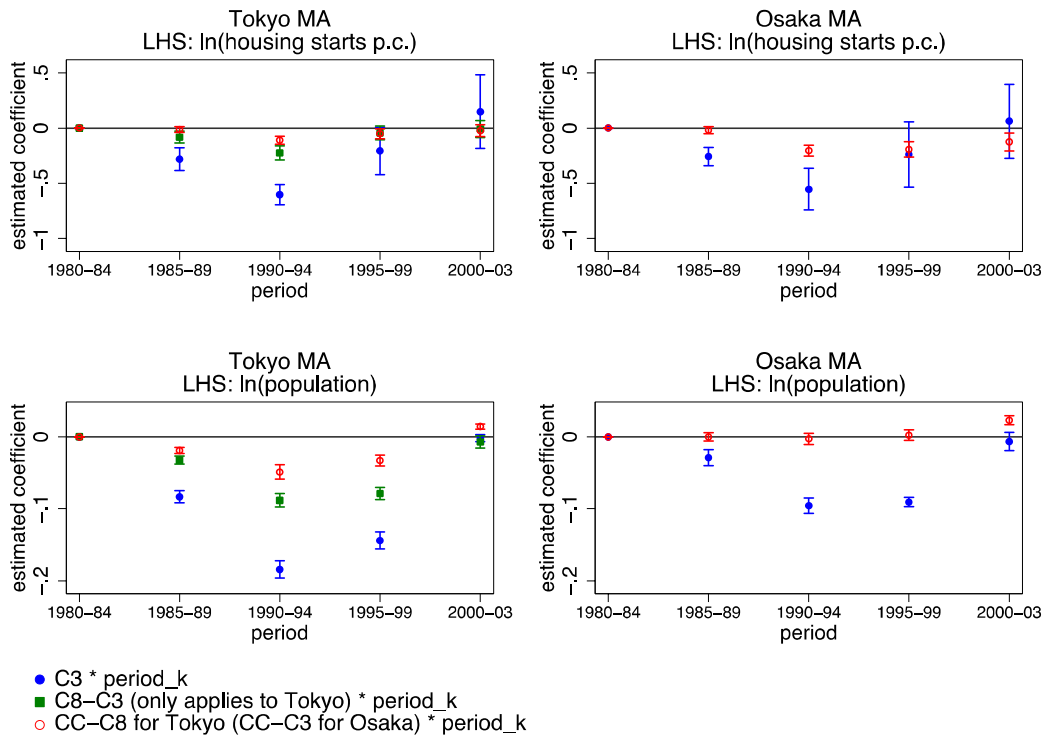 Tokyo MA
LHS: ln(housing starts p.c.)
estimated coefficient
.5
0
-.5
-1
1980–84
1985–89
1990–94
1995–99
2000–03
period
Osaka MA
LHS: ln(housing starts p.c.)
estimated coefficient
.5
0
-.5
-1
1980–84
1985–89
1990–94
1995–99
2000–03
period
Tokyo MA
LHS: ln(population)
estimated coefficient
0
-.1
-.2
1980–84
1985–89
1990–94
1995–99
2000–03
period
Osaka MA
LHS: ln(population)
estimated coefficient
0
-.1
-.2
1980–84
1985–89
1990–94
1995–99
2000–03
period
C3 * period_k
C8–C3 (only applies to Tokyo) * period_k
CC–C8 for Tokyo (CC–C3 for Osaka) * period_k